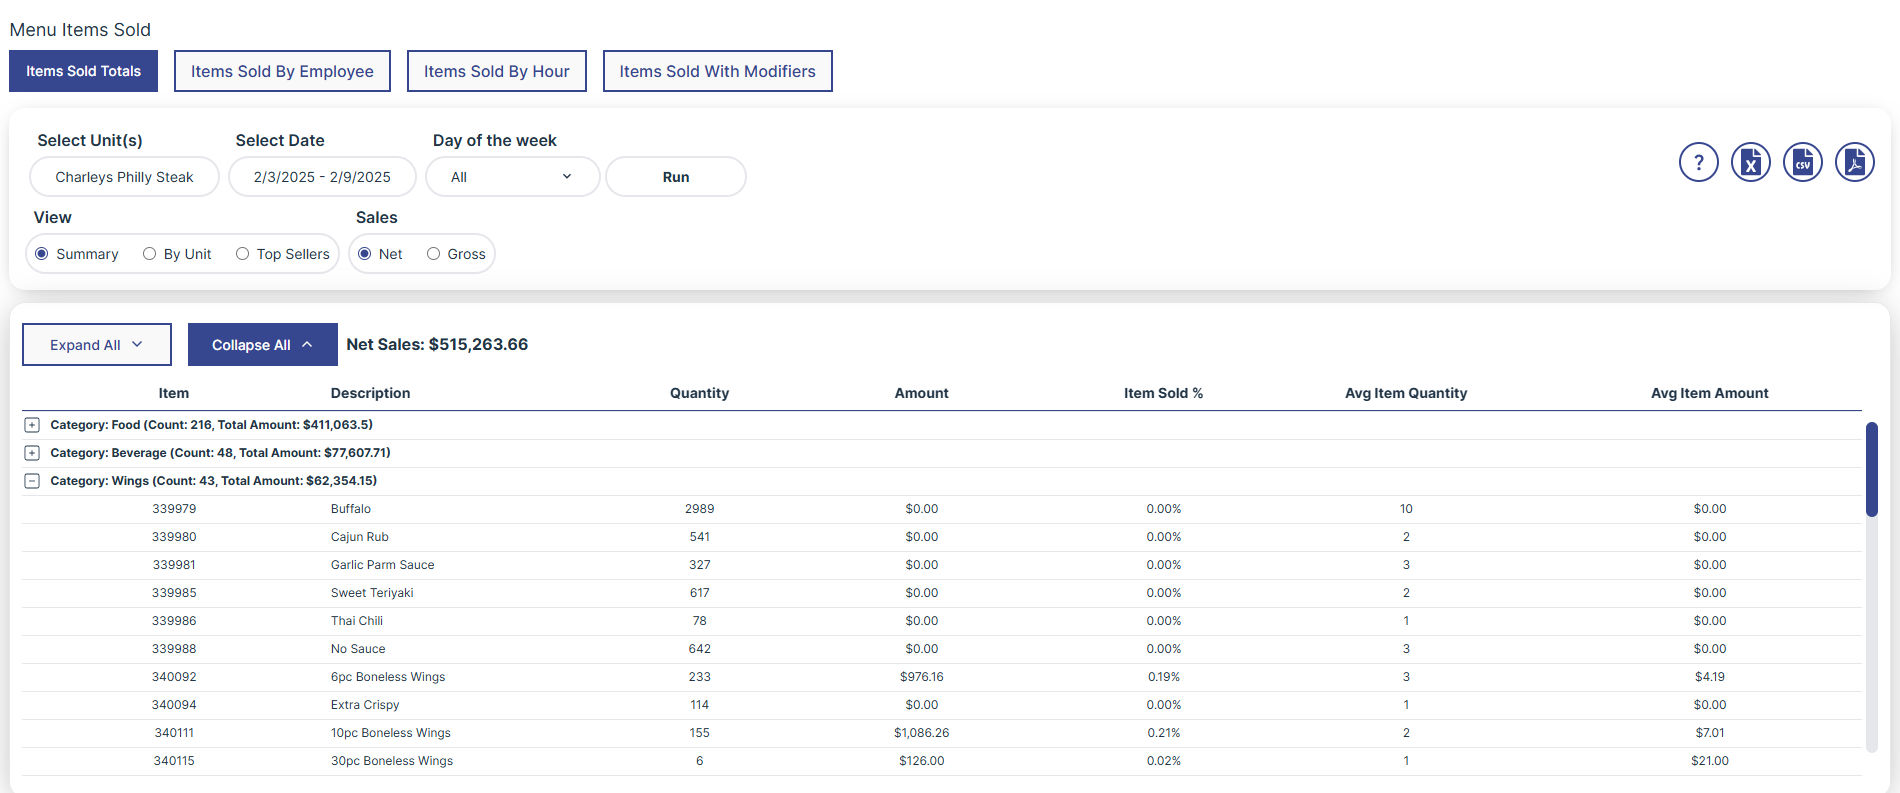 Menu Items Sold
Items Sold Totals Items Sold By Employee Items Sold By Hour Items Sold With Modifiers
Select Unit(s) Select Date Day of the week
Charleys Philly Steak 2/3/2025 - 2/9/2025 All Run
? X CSV
View Sales
Summary By Unit Top Sellers Net Gross
Expand All Collapse All Net Sales: $515,263.66
Item Description Quantity Amount Item Sold % Avg Item Quantity Avg Item Amount
Category: Food (Count: 216, Total Amount: $411,063.5)
Category: Beverage (Count: 48, Total Amount: $77,607.71)
Category: Wings (Count: 43, Total Amount: $62,354.15)
339979 Buffalo 2989 $0.00 0.00% 10 $0.00
339980 Cajun Rub 541 $0.00 0.00% 2 $0.00
339981 Garlic Parm Sauce 327 $0.00 0.00% 3 $0.00
339985 Sweet Teriyaki 617 $0.00 0.00% 2 $0.00
339986 Thai Chili 78 $0.00 0.00% 1 $0.00
339988 No Sauce 642 $0.00 0.00% 3 $0.00
340092 6pc Boneless Wings 233 $976.16 0.19% 3 $4.19
340094 Extra Crispy 114 $0.00 0.00% 1 $0.00
340111 10pc Boneless Wings 155 $1,086.26 0.21% 2 $7.01
340115 30pc Boneless Wings 6 $126.00 0.02% 1 $21.00